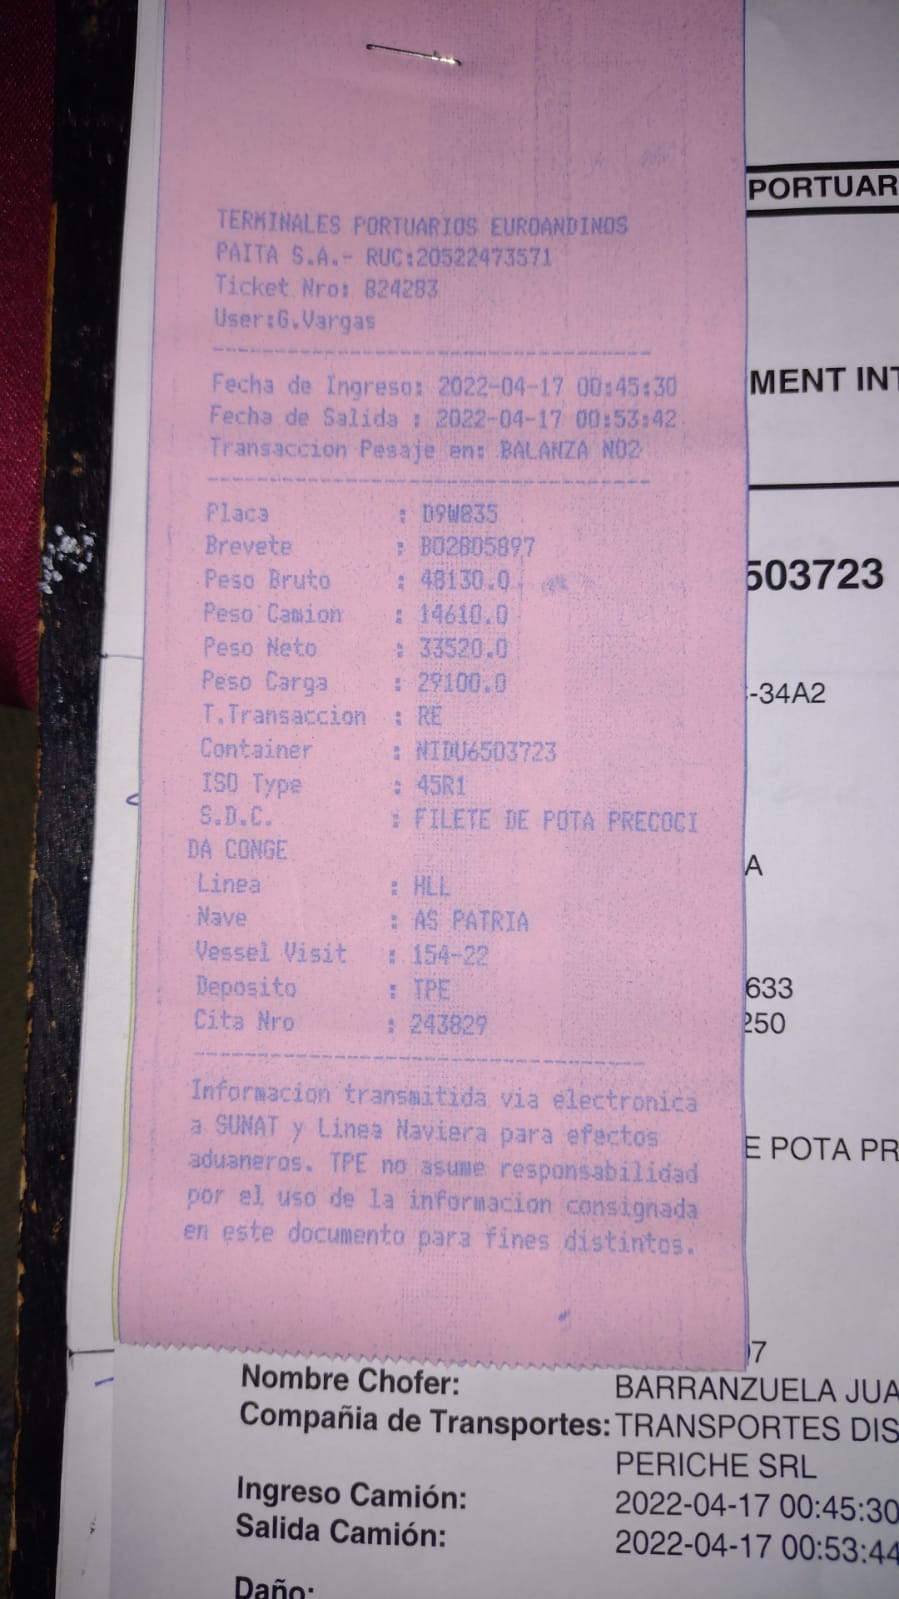 PORTUAR
TERMINALES PORTUARIOS EUROANDINOS
PAITA S.A.- RUC:20522473571
Ticket Nro: 824283
User:G.Vargas
Fecha de Ingreso: 2022-04-17 00:45:30
MENT INT
Fecha de Salida : 2022-04-17 00:53:42
Transaccion Pesaje en: BALANZA NO2
Placa : D9W835
Brevete : B02805897
503723
Peso Bruto : 48130.0
Peso Camion : 14610.0
Peso Neto : 33520.0
Peso Carga : 29100.0
-34A2
T.Transaccion : RE
Container : NIDU6503723
ISO Type : 45R1
S.D.C. : FILETE DE POTA PRECOCI
DA CONGE
A
Linea : HLL
Nave : AS PATRIA
Vessel Visit : 154-22
Deposito : TPE
633
Cita Nro : 243829
250
Informacion transmitida via electronica
a SUNAT y Linea Naviera para efectos
aduaneros. TPE no asume responsabilidad
E POTA PR
por el uso de la informacion consignada
en este documento para fines distintos.
7
Nombre Chofer: BARRANZUELA JUA
Compañia de Transportes: TRANSPORTES DIS
PERICHE SRL
Ingreso Camión: 2022-04-17 00:45:30
Salida Camión: 2022-04-17 00:53:44
Daño: